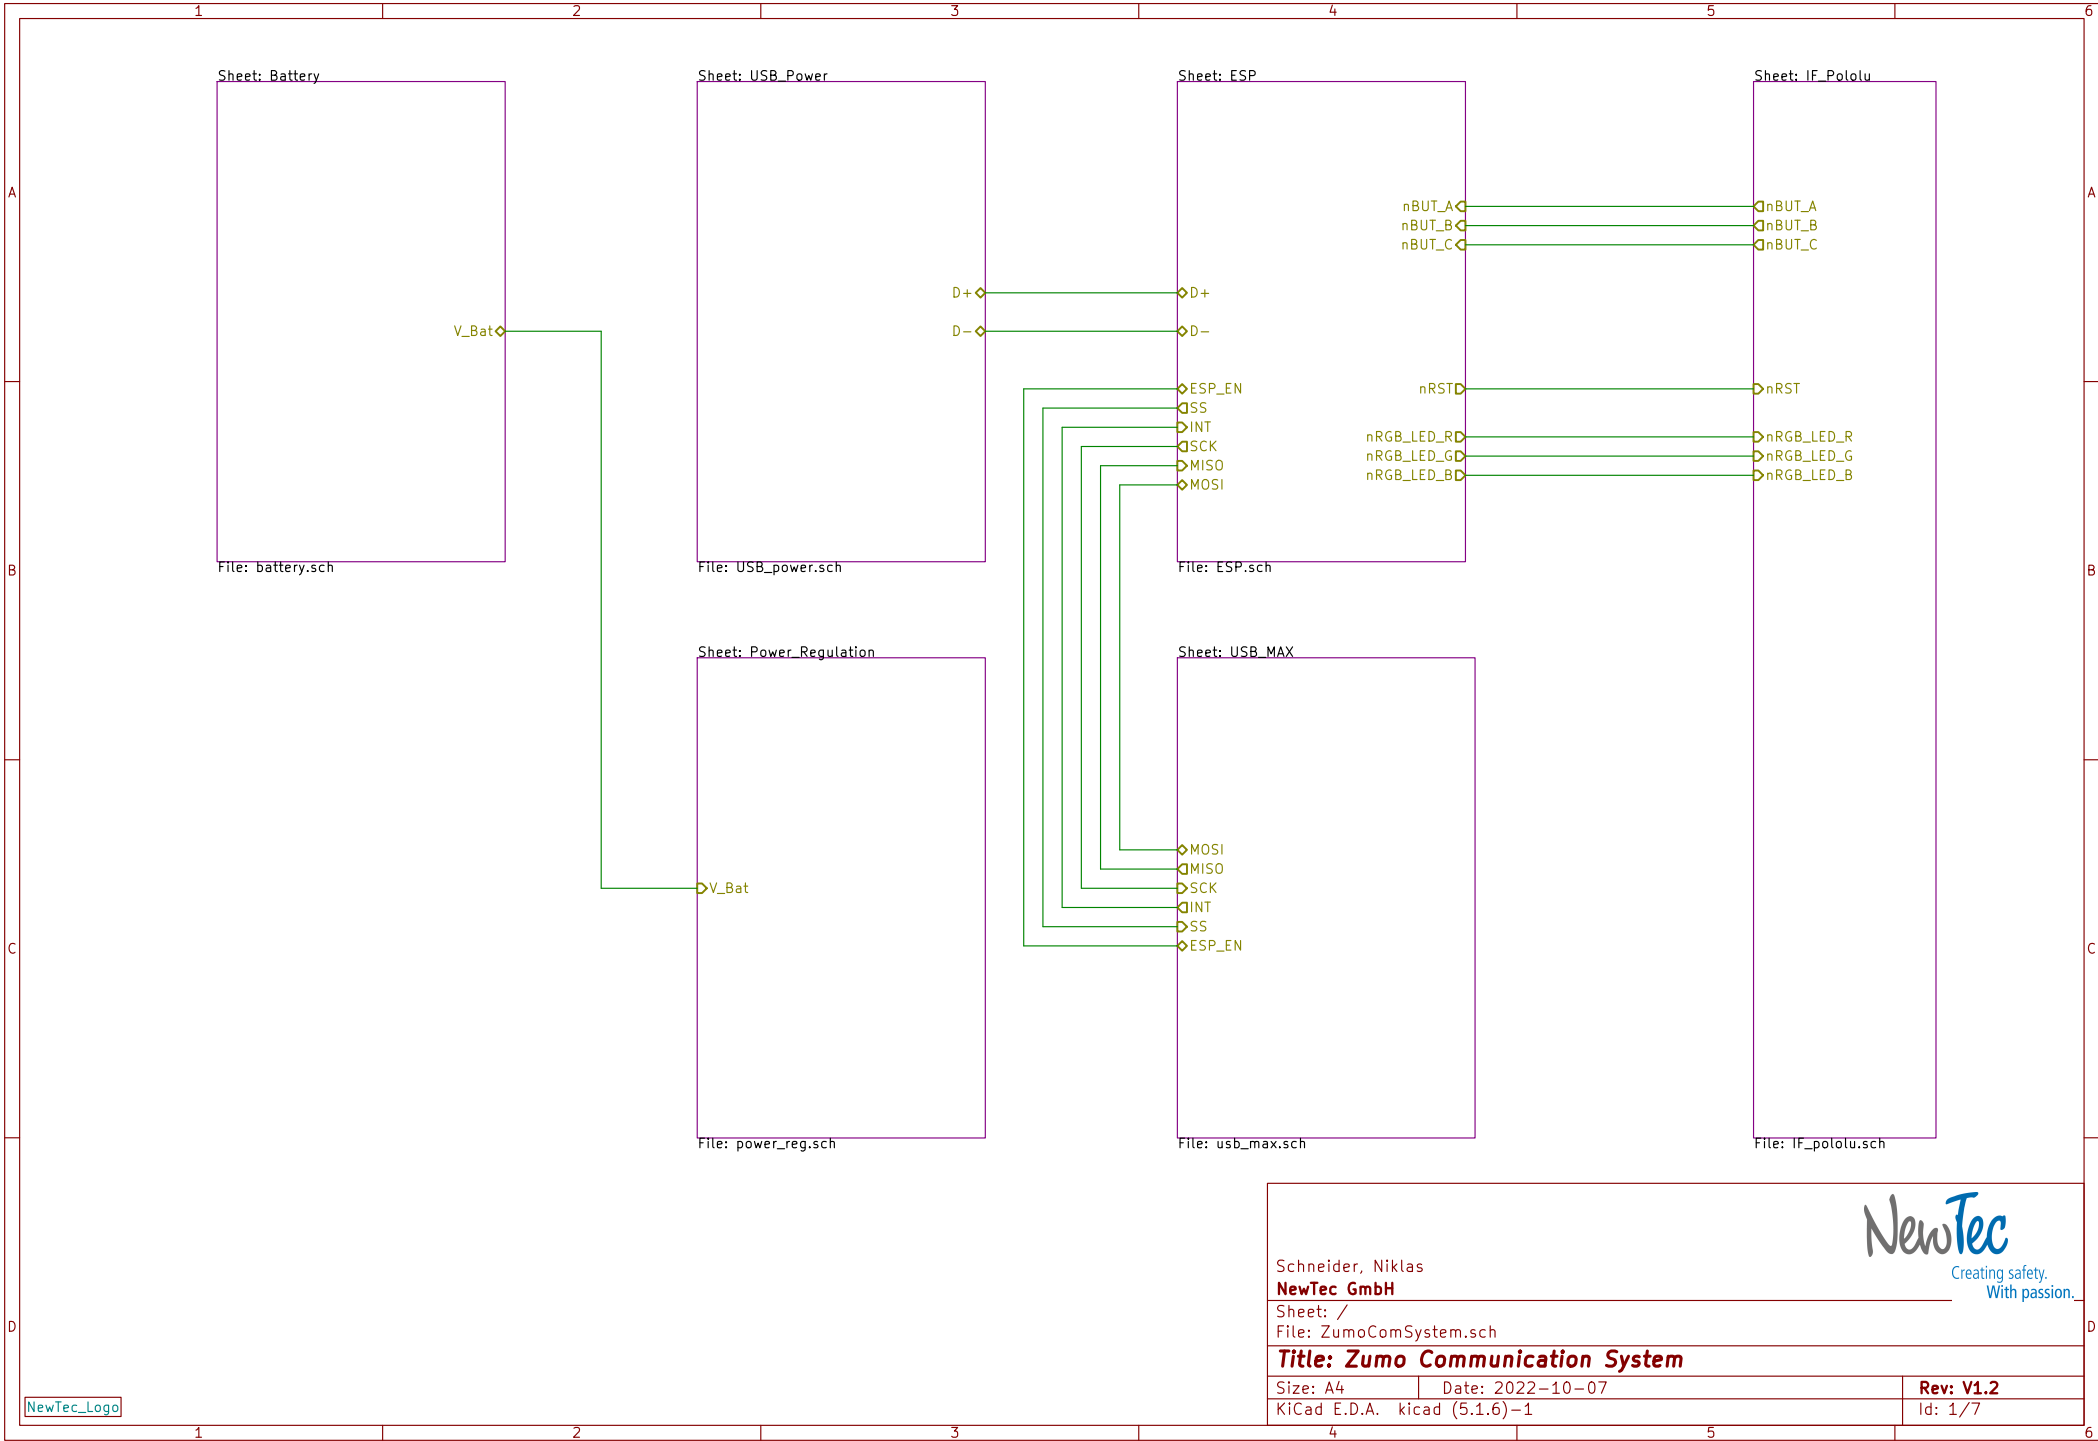 1 2 3 4 5 6
Sheet: Battery
Sheet: USB_Power
Sheet: ESP
Sheet: IF_Pololu
A A
nBUT_A nBUT_A
nBUT_B nBUT_B
nBUT_C nBUT_C
D+ D+
V_Bat D- D-
ESP_EN nRST nRST
SS
INT
nRGB_LED_R nRGB_LED_R
SCK
nRGB_LED_G nRGB_LED_G
MISO
nRGB_LED_B nRGB_LED_B
MOSI
File: battery.sch
File: USB_power.sch
File: ESP.sch
B B
Sheet: Power_Regulation
Sheet: USB_MAX
MOSI
MISO
V_Bat SCK
INT
SS
ESP_EN
C C
File: power_reg.sch
File: usb_max.sch
File: IF_pololu.sch
NewTec
Creating safety.
With passion.
Schneider, Niklas
NewTec GmbH
Sheet: /
File: ZumoComSystem.sch
D D
Title: Zumo Communication System
Size: A4 Date: 2022-10-07 Rev: V1.2
KiCad E.D.A. kicad (5.1.6)-1 Id: 1/7
NewTec_Logo
1 2 3 4 5 6